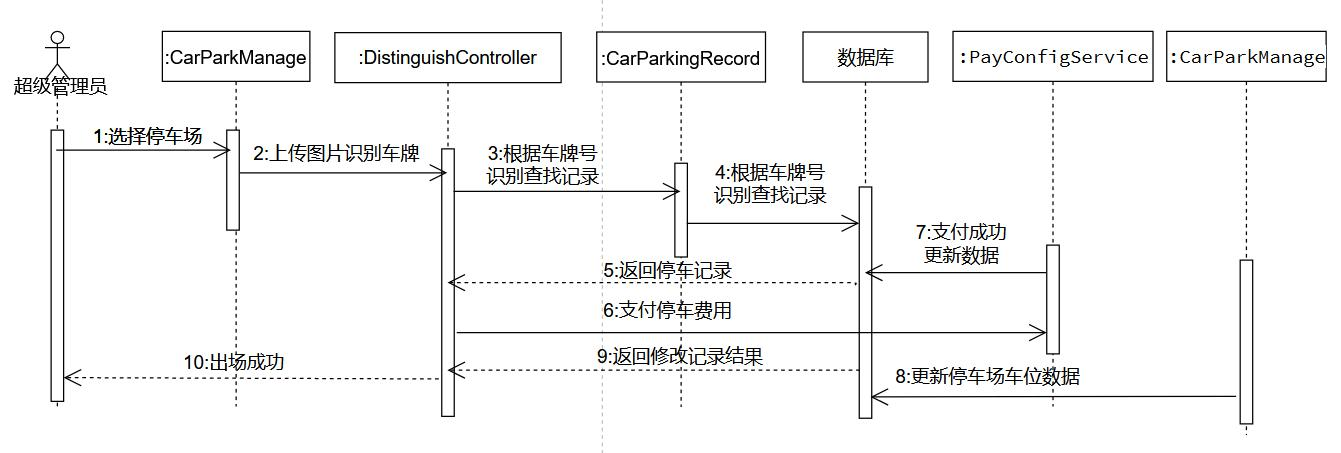 超级管理员
:CarParkManage
:DistinguishController
:CarParkingRecord
数据库
:PayConfigService
:CarParkManage
1:选择停车场
2:上传图片识别车牌
3:根据车牌号
识别查找记录
4:根据车牌号
识别查找记录
7:支付成功
更新数据
5:返回停车记录
6:支付停车费用
9:返回修改记录结果
10:出场成功
8:更新停车场车位数据